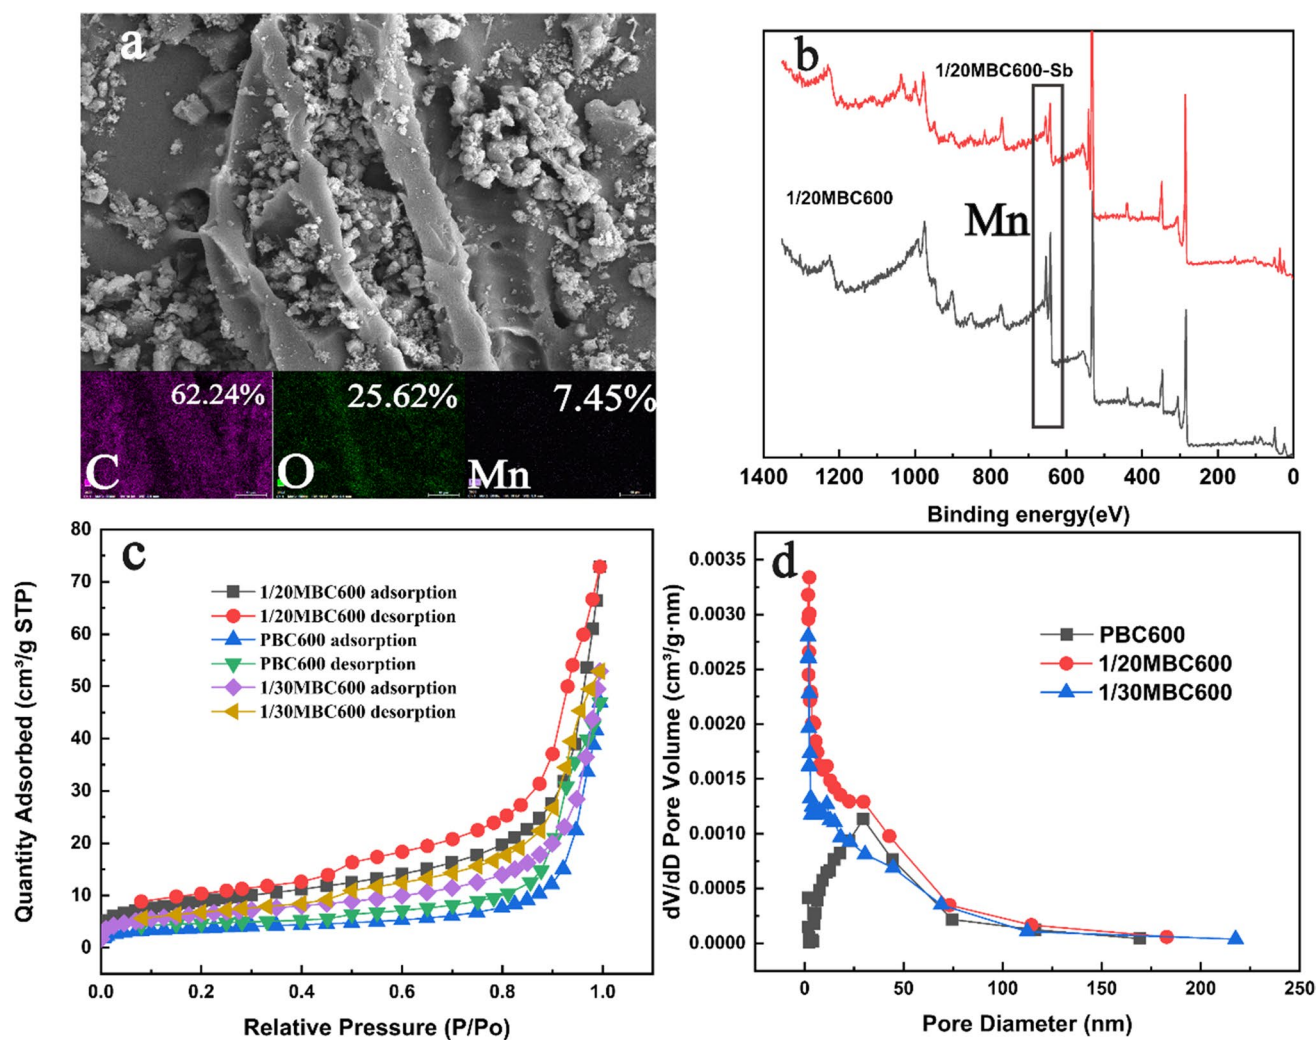 a
62.24%
25.62%
7.45%
C
O
Mn
b
1/20MBC600-Sb
1/20MBC600
Mn
1400
1200
1000
800
600
400
200
0
Binding energy(eV)
c
80
70
60
50
40
30
20
10
0
Quantity Adsorbed (cm³/g STP)
1/20MBC600 adsorption
1/20MBC600 desorption
PBC600 adsorption
PBC600 desorption
1/30MBC600 adsorption
1/30MBC600 desorption
0.0
0.2
0.4
0.6
0.8
1.0
Relative Pressure (P/Po)
d
0.0035
0.0030
0.0025
0.0020
0.0015
0.0010
0.0005
0.0000
dV/dD Pore Volume (cm³/g·nm)
PBC600
1/20MBC600
1/30MBC600
0
50
100
150
200
250
Pore Diameter (nm)